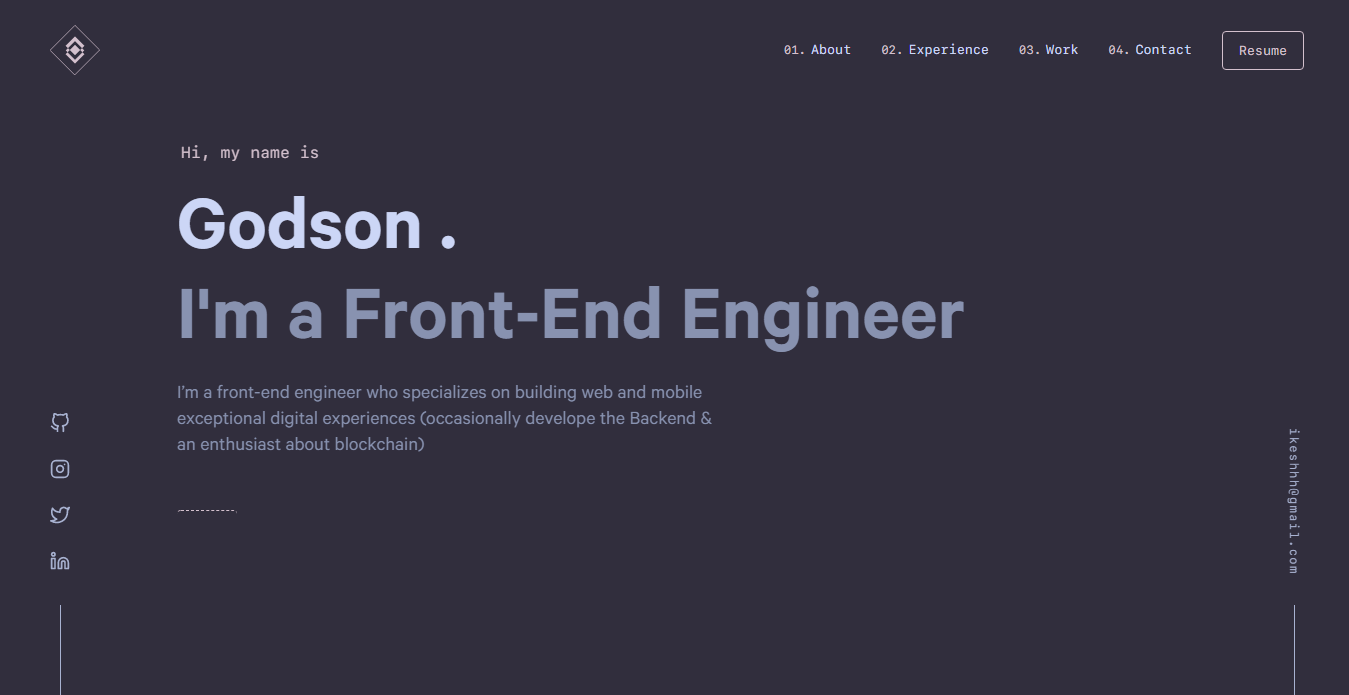 01. About 02. Experience 03. Work 04. Contact Resume
Hi, my name is
Godson .
I'm a Front-End Engineer
I’m a front-end engineer who specializes on building web and mobile
exceptional digital experiences (occasionally develope the Backend &
an enthusiast about blockchain)
ikeshhh@gmail.com